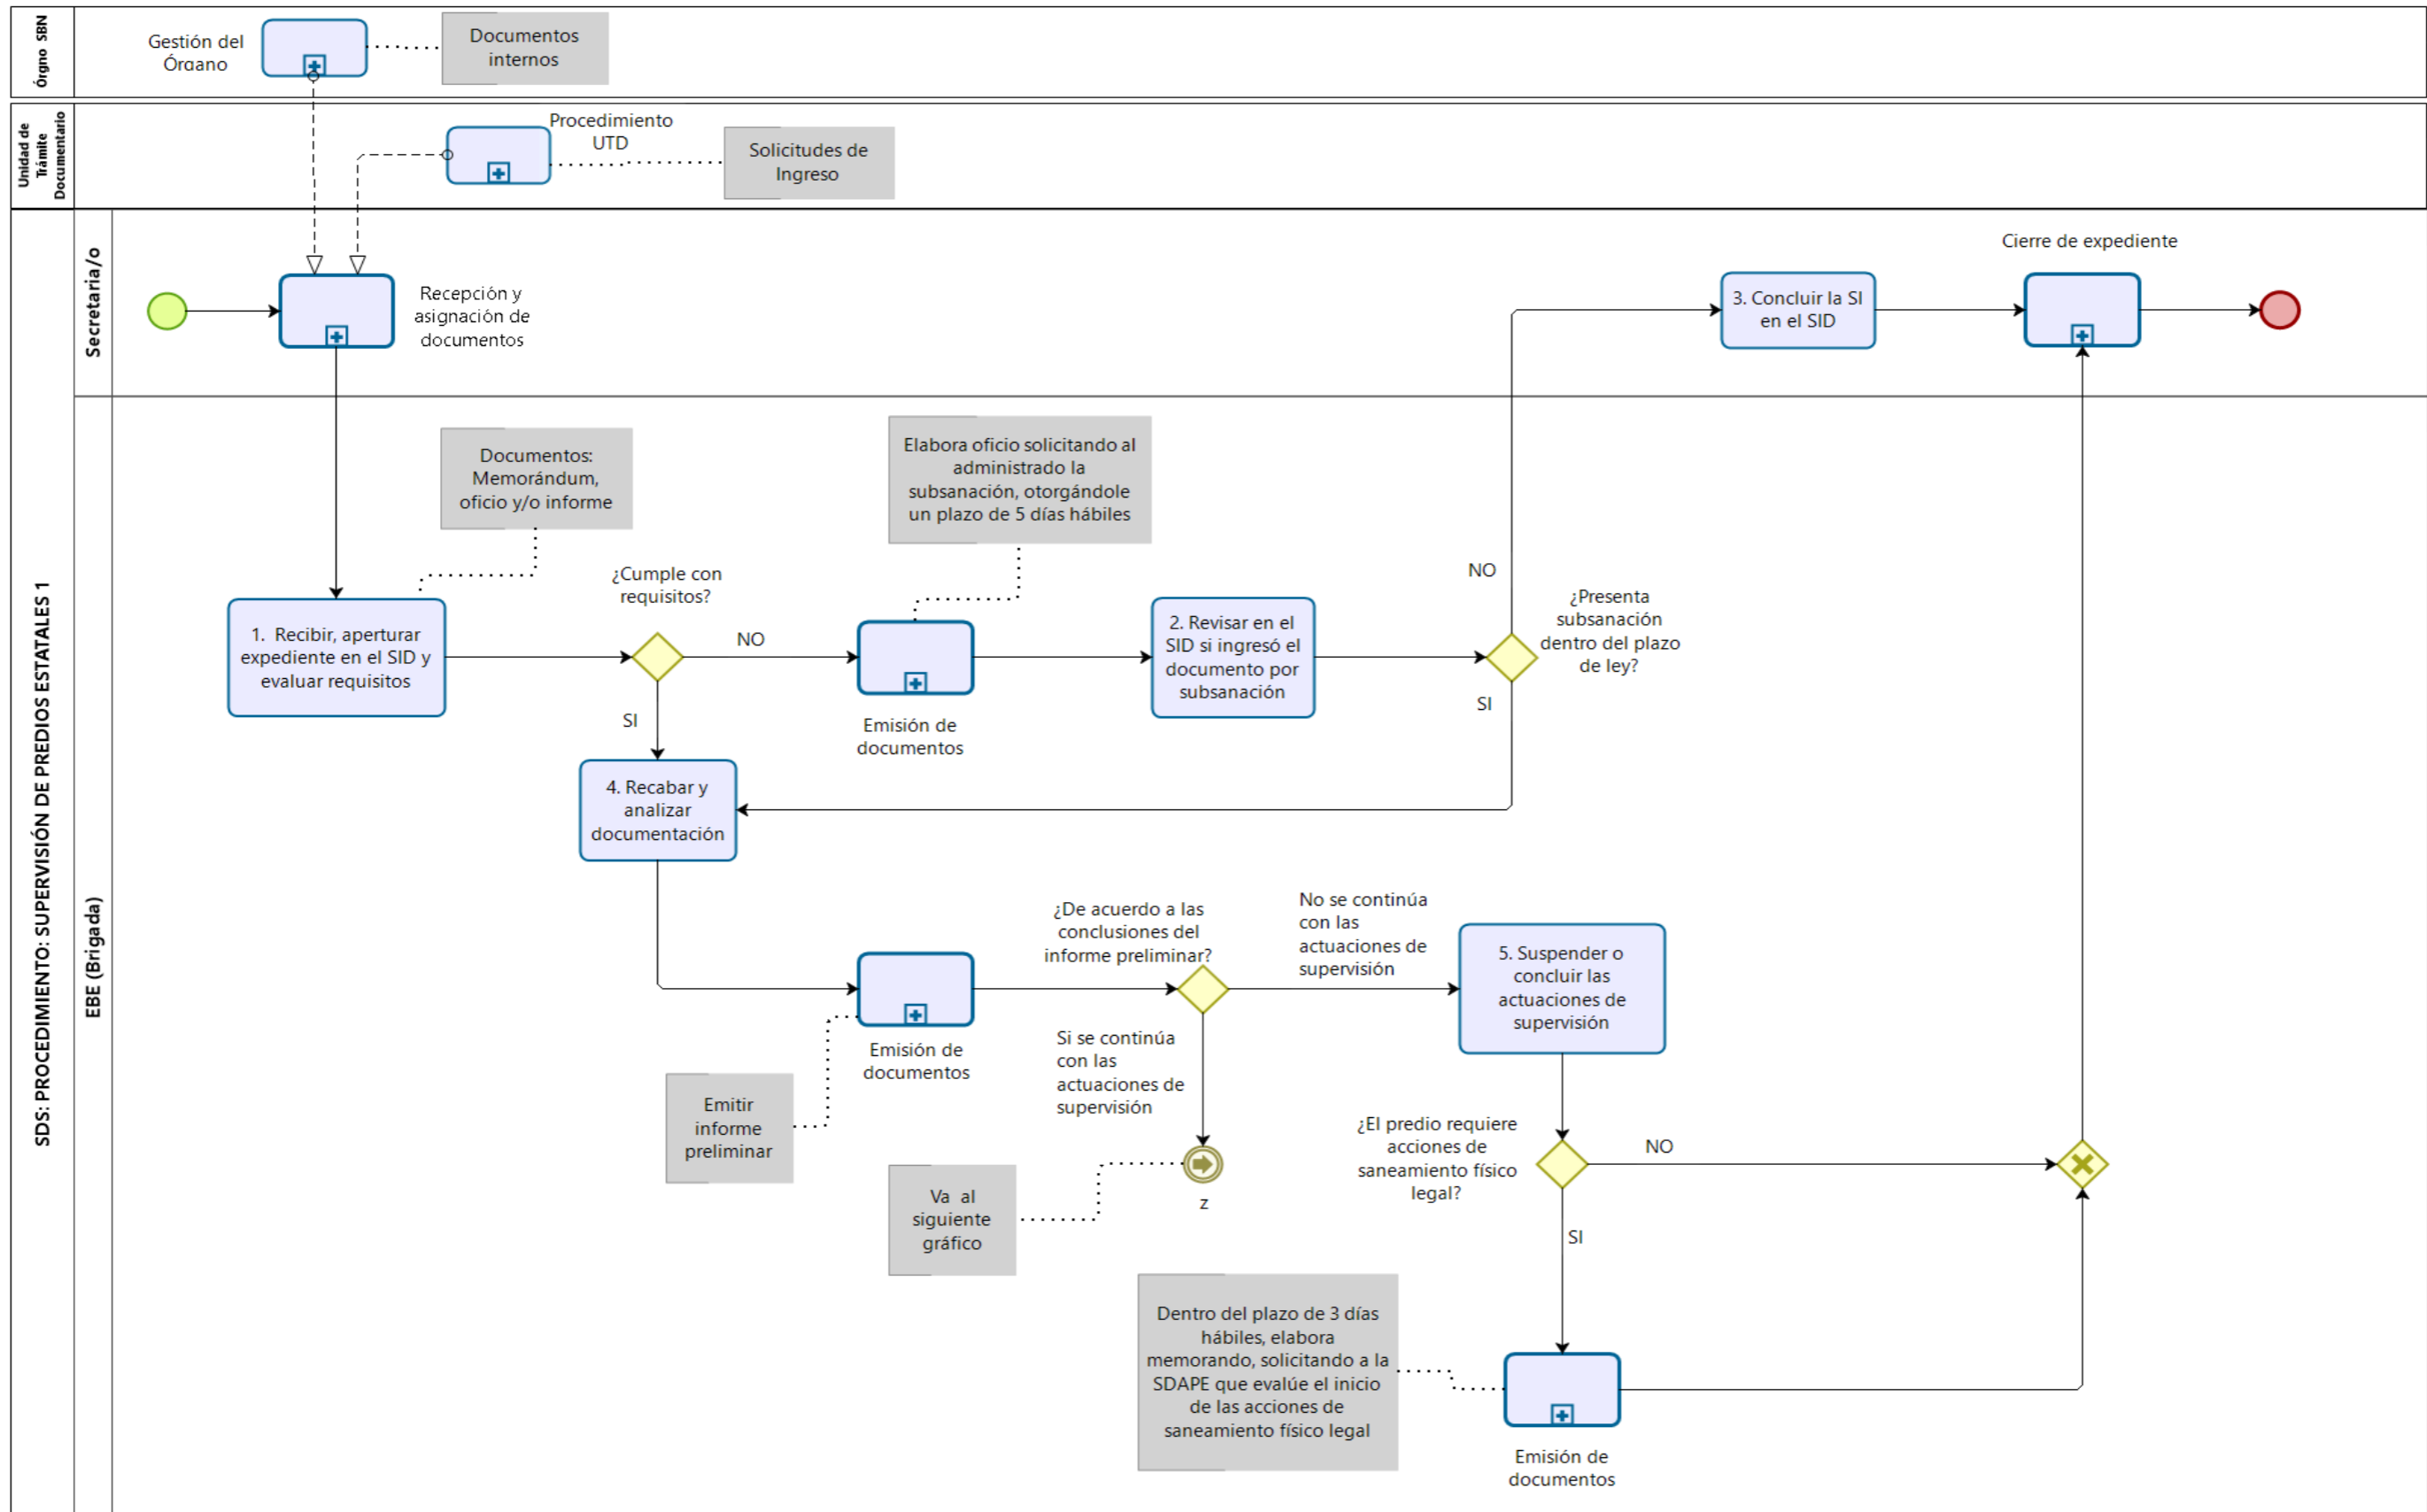 Órgno SBN
Gestión del
Órgano
Documentos
internos
Unidad de
Trámite
Documentario
Procedimiento
UTD
Solicitudes de
Ingreso
SDS: PROCEDIMIENTO: SUPERVISIÓN DE PREDIOS ESTATALES 1
Secretaria/o
Recepción y
asignación de
documentos
3. Concluir la SI
en el SID
Cierre de expediente
EBE (Brigada)
Documentos:
Memorándum,
oficio y/o informe
Elabora oficio solicitando al
administrado la
subsanación, otorgándole
un plazo de 5 días hábiles
1. Recibir, aperturar
expediente en el SID y
evaluar requisitos
¿Cumple con
requisitos?
NO
SI
Emisión de
documentos
2. Revisar en el
SID si ingresó el
documento por
subsanación
NO
¿Presenta
subsanación
dentro del plazo
de ley?
SI
4. Recabar y
analizar
documentación
Emisión de
documentos
Emitir
informe
preliminar
¿De acuerdo a las
conclusiones del
informe preliminar?
No se continúa
con las
actuaciones de
supervisión
Si se continúa
con las
actuaciones de
supervisión
z
Va al
siguiente
gráfico
5. Suspender o
concluir las
actuaciones de
supervisión
¿El predio requiere
acciones de
saneamiento físico
legal?
NO
SI
Dentro del plazo de 3 días
hábiles, elabora
memorando, solicitando a la
SDAPE que evalúe el inicio
de las acciones de
saneamiento físico legal
Emisión de
documentos